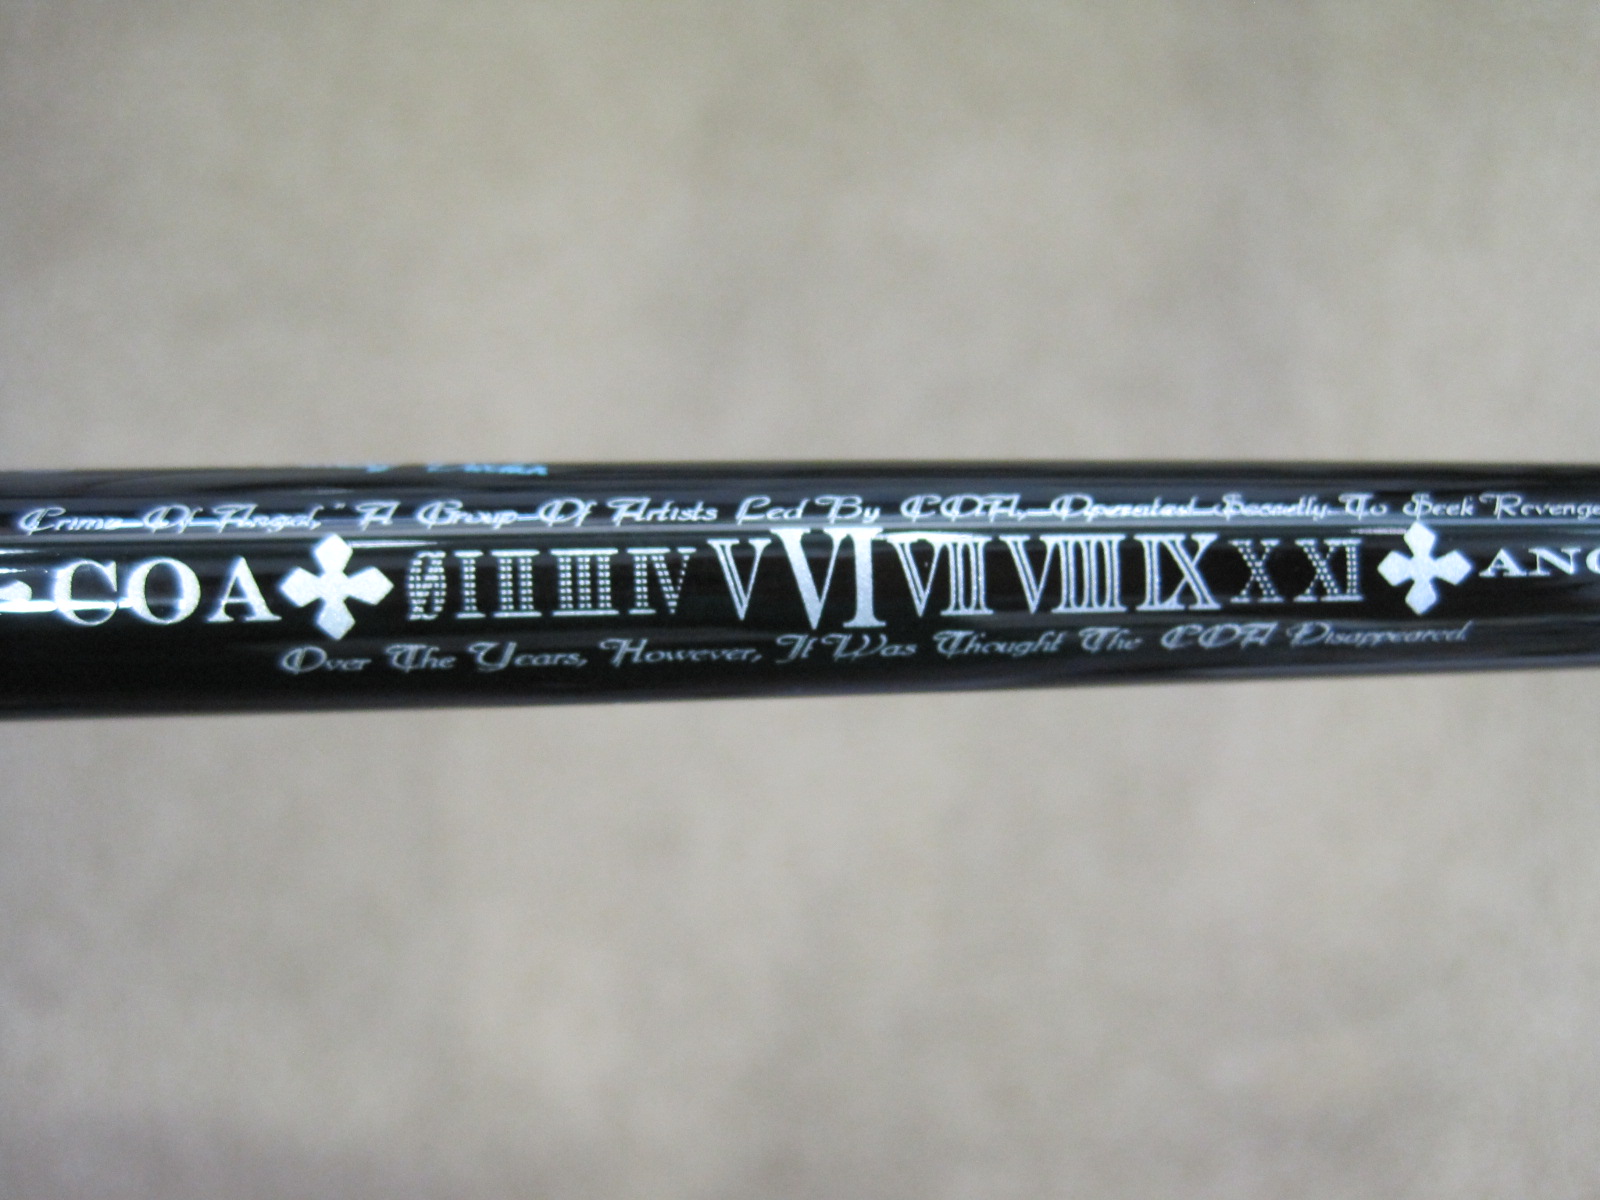 Crime Of Angel," A Group Of Artists Led By COA, Operated Secretly To Seek Revenge
COA Ø I II III IV V VI VII VIII IX X XI ANG
Over The Years, However, It Was Thought The COA Disappeared.